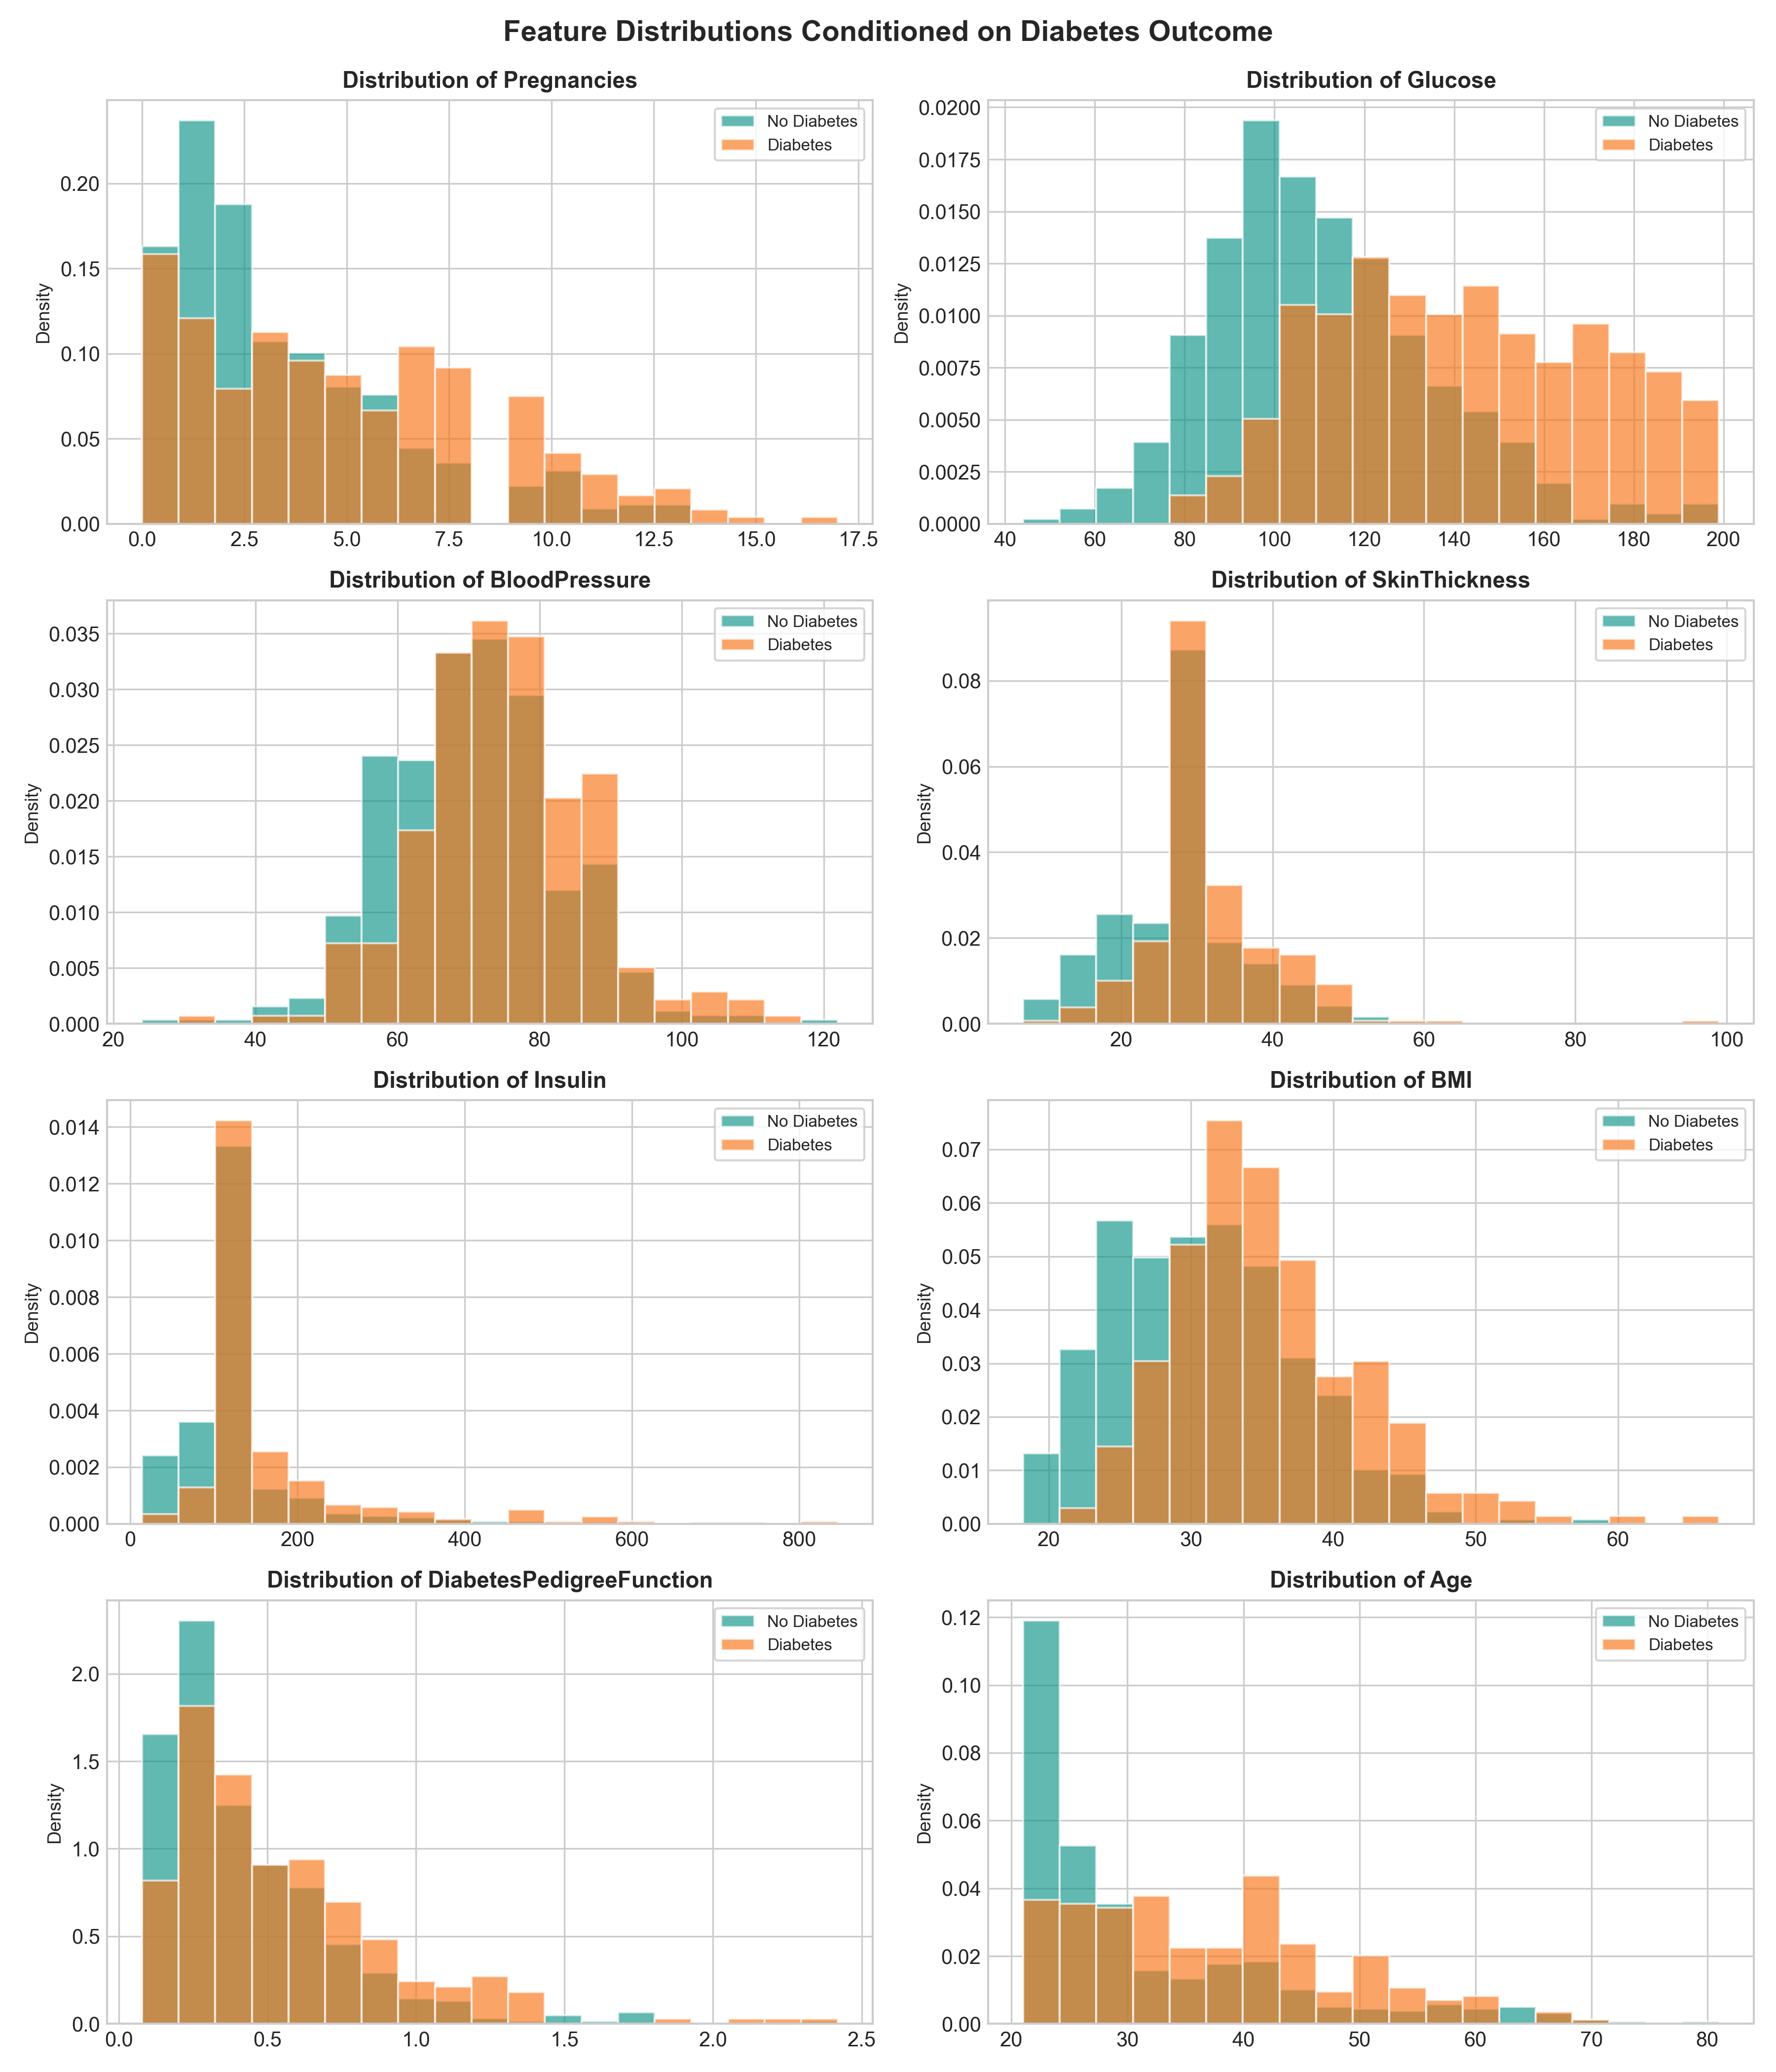 Feature Distributions Conditioned on Diabetes Outcome
Distribution of Pregnancies
No Diabetes
Diabetes
Density
0.20
0.15
0.10
0.05
0.00
0.0 2.5 5.0 7.5 10.0 12.5 15.0 17.5
Distribution of Glucose
No Diabetes
Diabetes
Density
0.0200
0.0175
0.0150
0.0125
0.0100
0.0075
0.0050
0.0025
0.0000
40 60 80 100 120 140 160 180 200
Distribution of BloodPressure
No Diabetes
Diabetes
Density
0.035
0.030
0.025
0.020
0.015
0.010
0.005
0.000
20 40 60 80 100 120
Distribution of SkinThickness
No Diabetes
Diabetes
Density
0.08
0.06
0.04
0.02
0.00
20 40 60 80 100
Distribution of Insulin
No Diabetes
Diabetes
Density
0.014
0.012
0.010
0.008
0.006
0.004
0.002
0.000
0 200 400 600 800
Distribution of BMI
No Diabetes
Diabetes
Density
0.07
0.06
0.05
0.04
0.03
0.02
0.01
0.00
20 30 40 50 60
Distribution of DiabetesPedigreeFunction
No Diabetes
Diabetes
Density
2.0
1.5
1.0
0.5
0.0
0.0 0.5 1.0 1.5 2.0 2.5
Distribution of Age
No Diabetes
Diabetes
Density
0.12
0.10
0.08
0.06
0.04
0.02
0.00
20 30 40 50 60 70 80